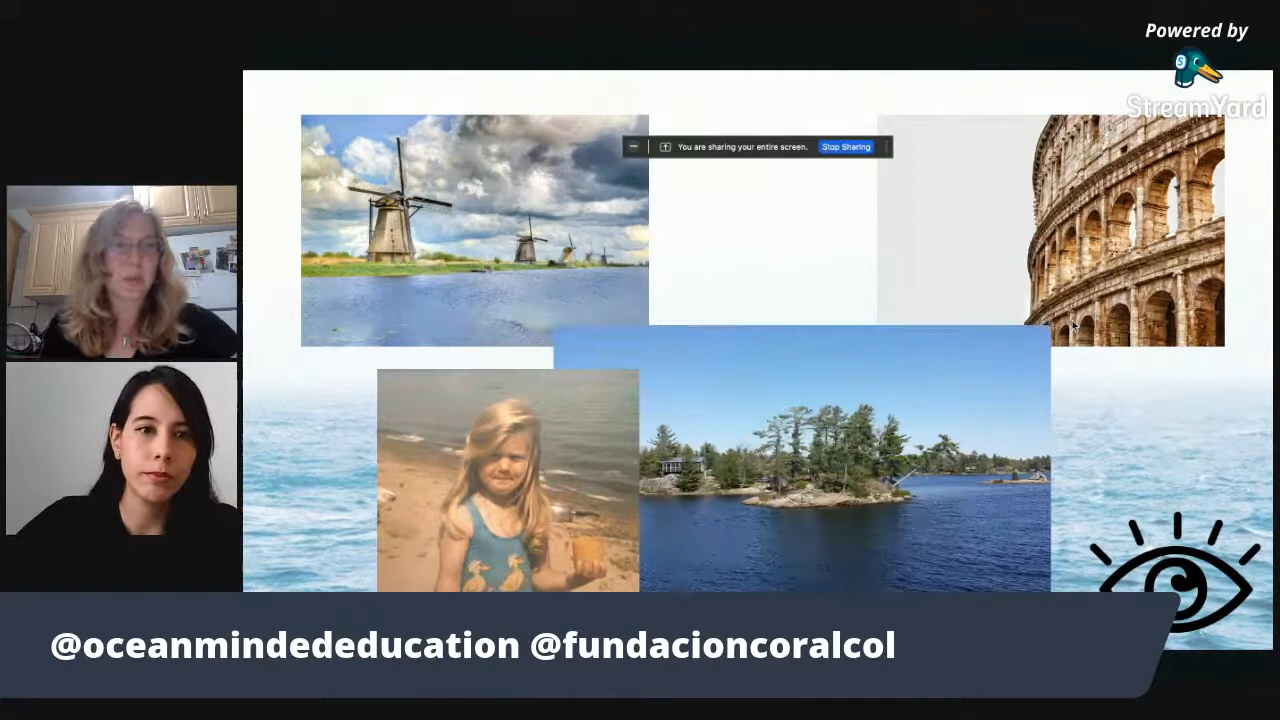 Powered by
StreamYard
You are sharing your entire screen. Stop Sharing
@oceanmindededucation @fundacioncoralcol